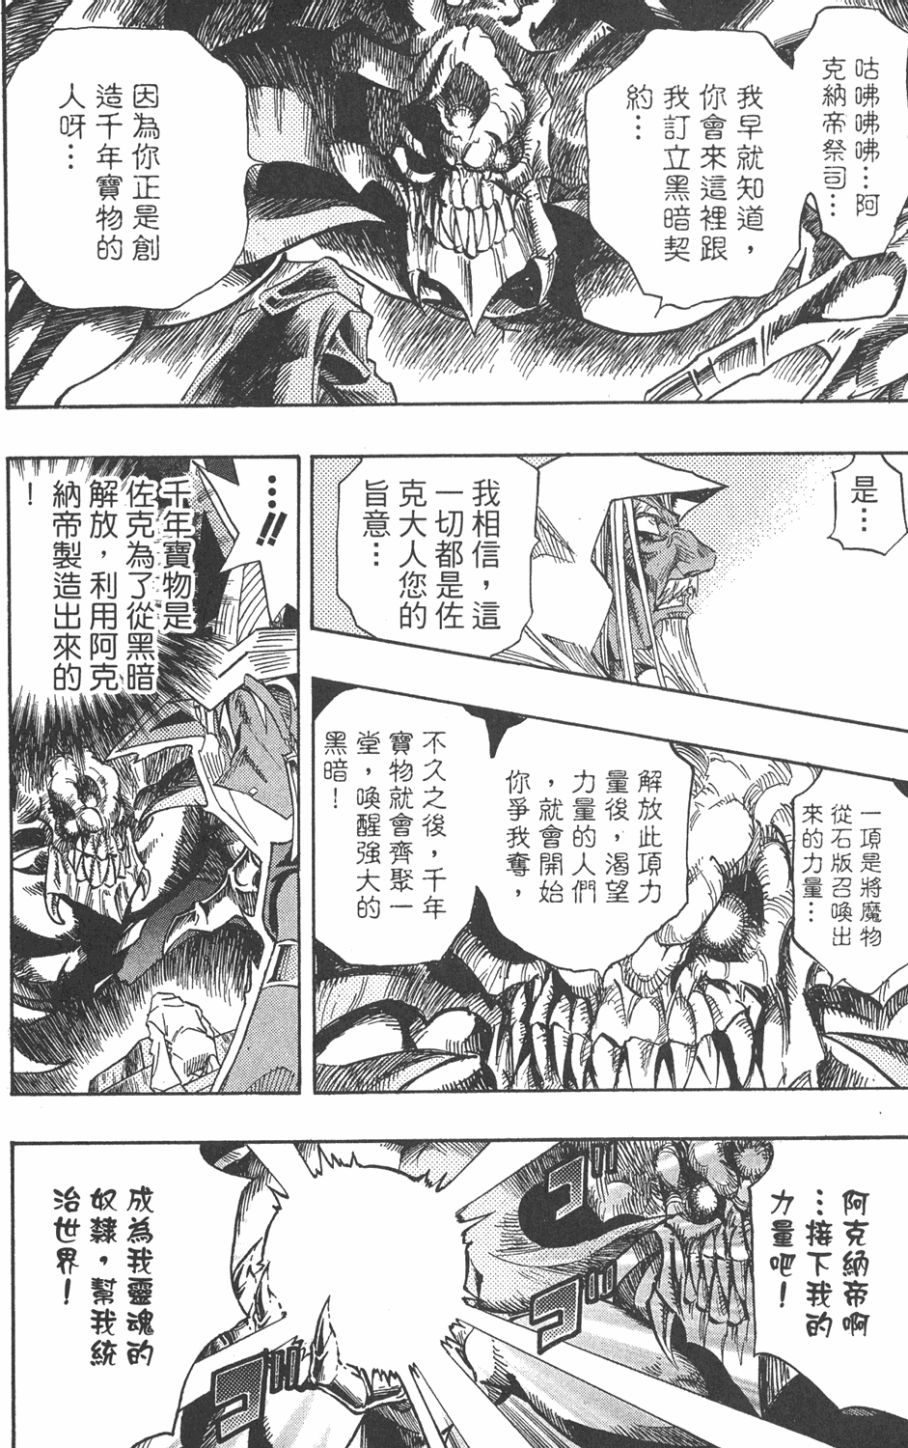 咕咈咈咈…阿
克納帝祭司…
我早就知道，
你會來這裡跟
我訂立黑暗契
約…
因為你正是創
造千年寶物的
人呀…
是…
我相信，這
一切都是佐
克大人您的
旨意…
…!!
千年寶物是
佐克為了從黑暗
解放，利用阿克
納帝製造出來的
！
一項是將魔物
從石版召喚出
來的力量…
解放此項力
量後，渴望
力量的人們
，就會開始
你爭我奪，
不久之後，千年
寶物就會齊聚一
堂，喚醒強大的
黑暗！
阿克納帝啊
…接下我的
力量吧！
ゴゴ
ゴゴ
ゴゴ
成為我靈魂的
奴隸，幫我統
治世界！